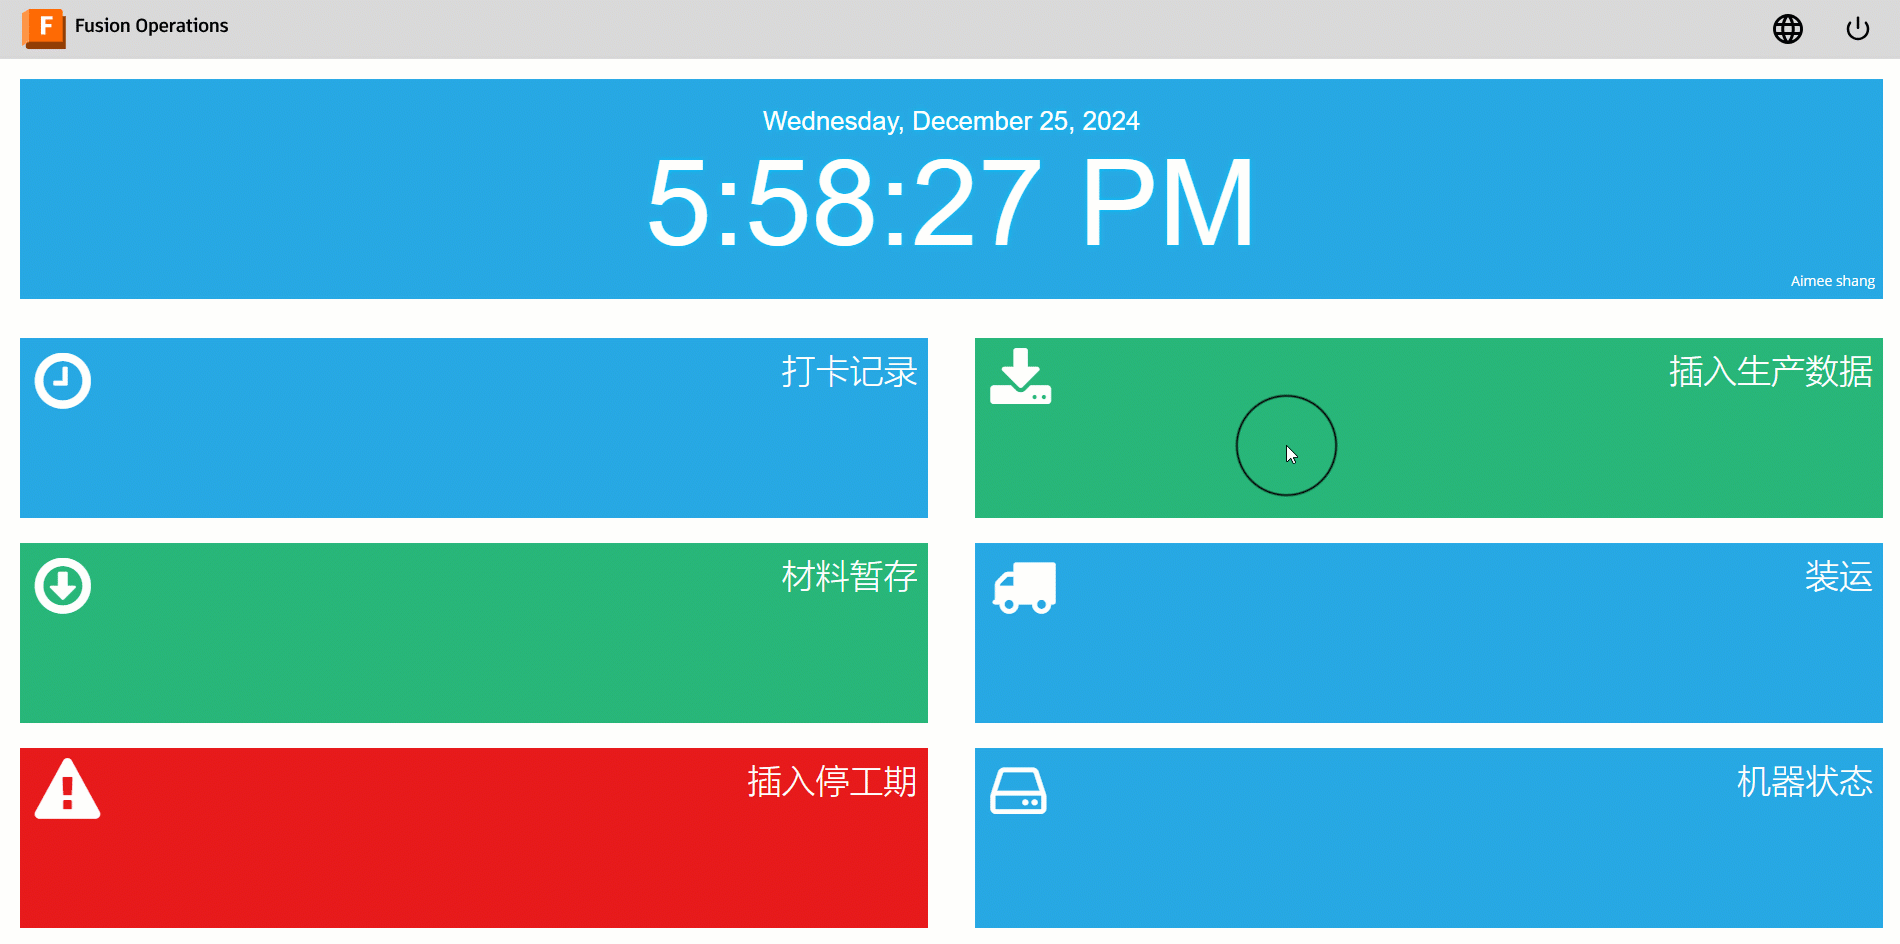 Fusion Operations
Wednesday, December 25, 2024
5:58:27 PM
Aimee shang
打卡记录
插入生产数据
材料暂存
装运
插入停工期
机器状态